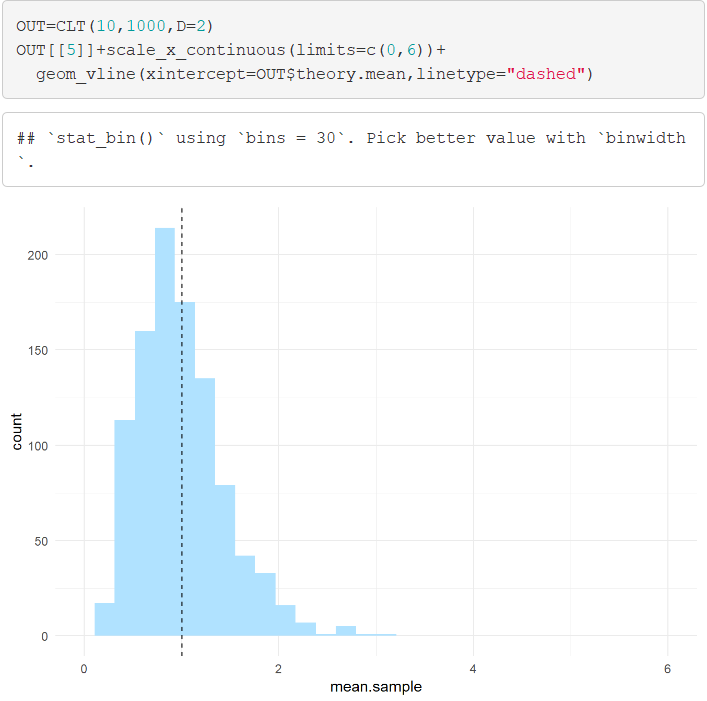 OUT=CLT(10,1000,D=2)
OUT[[5]]+scale_x_continuous(limits=c(0,6))+
  geom_vline(xintercept=OUT$theory.mean,linetype="dashed")
## `stat_bin()` using `bins = 30`. Pick better value with `binwidth
`.
200
150
100
50
0
count
0 2 4 6
mean.sample